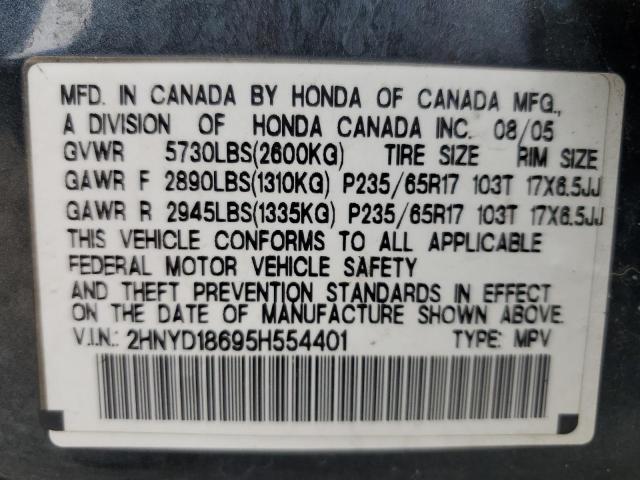 MFD. IN CANADA BY HONDA OF CANADA MFG.,
A DIVISION OF HONDA CANADA INC. 08/05
GVWR 5730LBS(2600KG) TIRE SIZE RIM SIZE
GAWR F 2890LBS(1310KG) P235/65R17 103T 17X6.5JJ
GAWR R 2945LBS(1335KG) P235/65R17 103T 17X6.5JJ
THIS VEHICLE CONFORMS TO ALL APPLICABLE
FEDERAL MOTOR VEHICLE SAFETY
AND THEFT PREVENTION STANDARDS IN EFFECT
ON THE DATE OF MANUFACTURE SHOWN ABOVE.
V.I.N.: 2HNYD18695H554401 TYPE: MPV